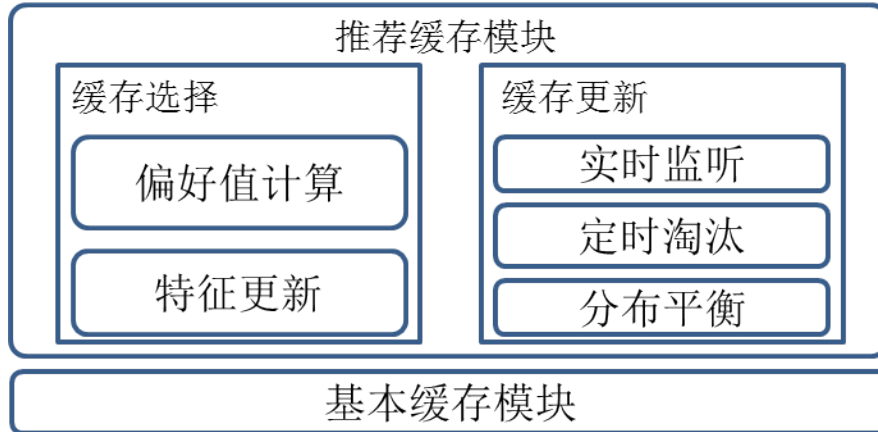 推荐缓存模块
缓存选择
偏好值计算
特征更新
缓存更新
实时监听
定时淘汰
分布平衡
基本缓存模块